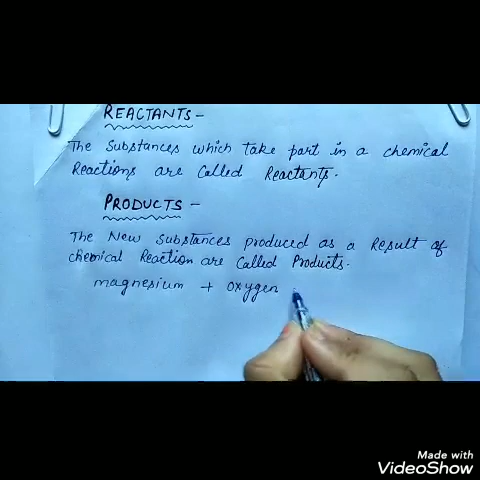 REACTANTS -
The Substances which take part in a chemical
Reactions are Called Reactants.
PRODUCTS -
The New Substances produced as a Result of
chemical Reaction are Called Products.
magnesium + oxygen
Made with
VideoShow